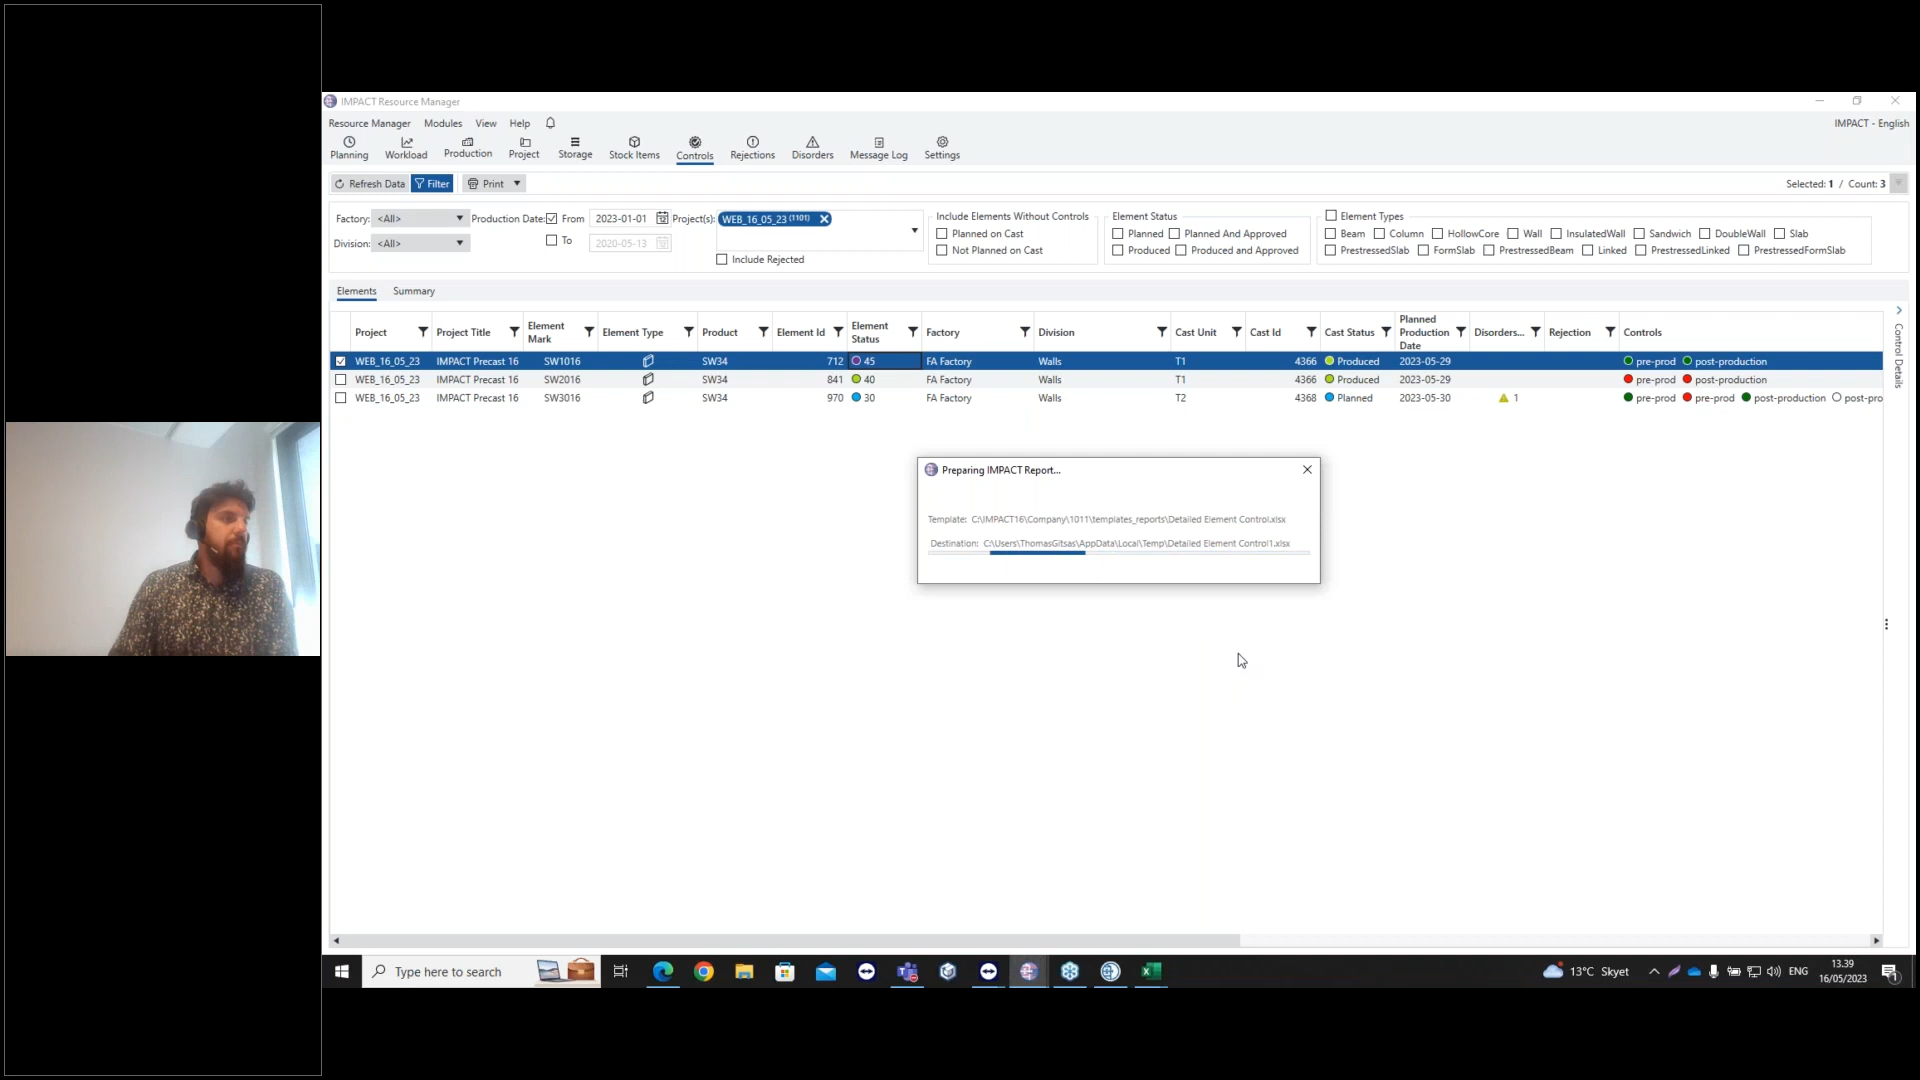 IMPACT Resource Manager
Resource Manager Modules View Help
IMPACT - English
Planning Workload Production Project Storage Stock Items Controls Rejections Disorders Message Log Settings
Refresh Data Filter Print
Selected: 1 / Count: 3
Factory: <All> Production Date: From 2023-01-01 Project(s): WEB_16_05_23 (1101)
Division: <All> To 2020-05-13
Include Rejected
Include Elements Without Controls
Planned on Cast
Not Planned on Cast
Element Status
Planned Planned And Approved
Produced Produced and Approved
Element Types
Beam Column HollowCore Wall InsulatedWall Sandwich DoubleWall Slab
PrestressedSlab FormSlab PrestressedBeam Linked PrestressedLinked PrestressedFormSlab
Elements Summary
Project Project Title Element Mark Element Type Product Element Id Element Status Factory Division Cast Unit Cast Id Cast Status Planned Production Date Disorders... Rejection Controls
WEB_16_05_23 IMPACT Precast 16 SW1016 SW34 712 45 FA Factory Walls T1 4366 Produced 2023-05-29 pre-prod post-production
WEB_16_05_23 IMPACT Precast 16 SW2016 SW34 841 40 FA Factory Walls T1 4366 Produced 2023-05-29 pre-prod post-production
WEB_16_05_23 IMPACT Precast 16 SW3016 SW34 970 30 FA Factory Walls T2 4368 Planned 2023-05-30 1 pre-prod pre-prod post-production post-pro
Control Details
Preparing IMPACT Report...
Template: C:\IMPACT16\Company\1011\templates_reports\Detailed Element Control.xlsx
Destination: C:\Users\ThomasGitsas\AppData\Local\Temp\Detailed Element Control1.xlsx
Type here to search
13°C Skyet
ENG
13.39
16/05/2023
1